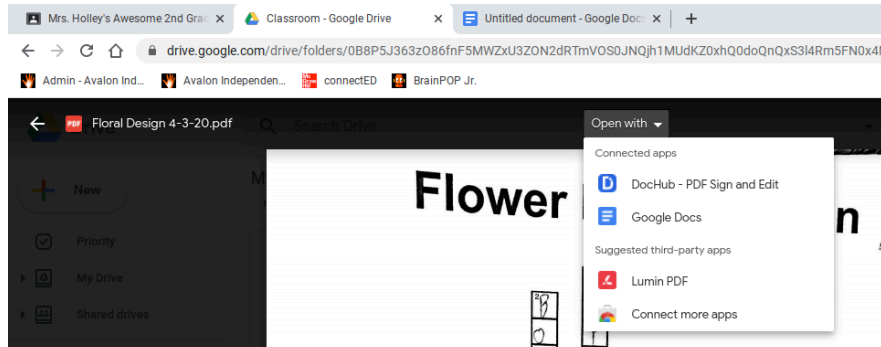 Mrs. Holley's Awesome 2nd Grad
Classroom - Google Drive
Untitled document - Google Docs
drive.google.com/drive/folders/0B8P5J363zO86fnF5MWZxU3ZON2dRTmVOS0JNQjh1MUdKZ0xhQ0doQnQxS3l4Rm5FN0x4
Admin - Avalon Ind...
Avalon Independen...
connectED
BrainPOP Jr.
PDF
Floral Design 4-3-20.pdf
Search Drive
Open with
Connected apps
New
DocHub - PDF Sign and Edit
Flower
n
Google Docs
Priority
Suggested third-party apps
My Drive
Lumin PDF
Shared drives
Connect more apps
B
O